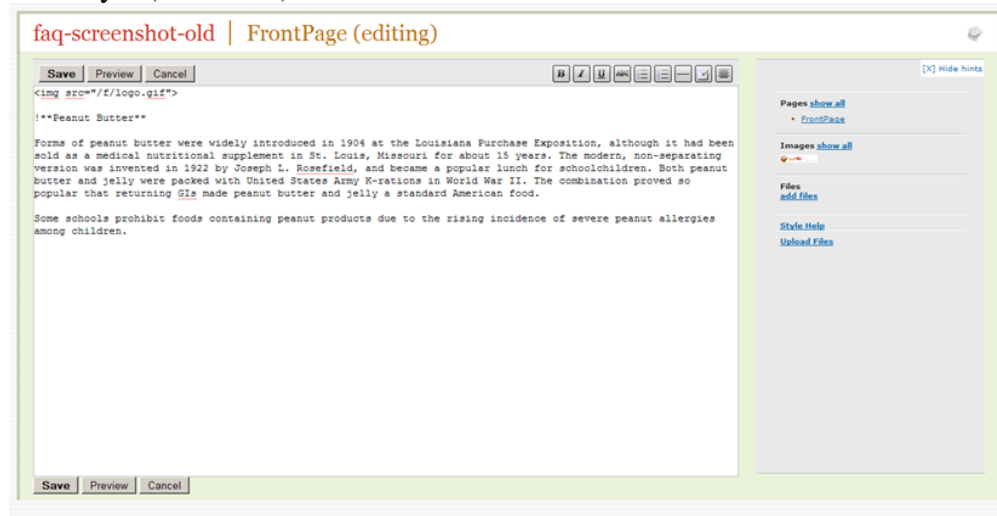 faq-screenshot-old | FrontPage (editing)
[X] Hide hints
Save Preview Cancel
B I U ABC
<img src="/f/logo.gif">
!**Peanut Butter**
Forms of peanut butter were widely introduced in 1904 at the Louisiana Purchase Exposition, although it had been
sold as a medical nutritional supplement in St. Louis, Missouri for about 15 years. The modern, non-separating
version was invented in 1922 by Joseph L. Rosefield, and became a popular lunch for schoolchildren. Both peanut
butter and jelly were packed with United States Army K-rations in World War II. The combination proved so
popular that returning GIs made peanut butter and jelly a standard American food.
Some schools prohibit foods containing peanut products due to the rising incidence of severe peanut allergies
among children.
Save Preview Cancel
Pages show all
FrontPage
Images show all
Files
add files
Style Help
Upload Files